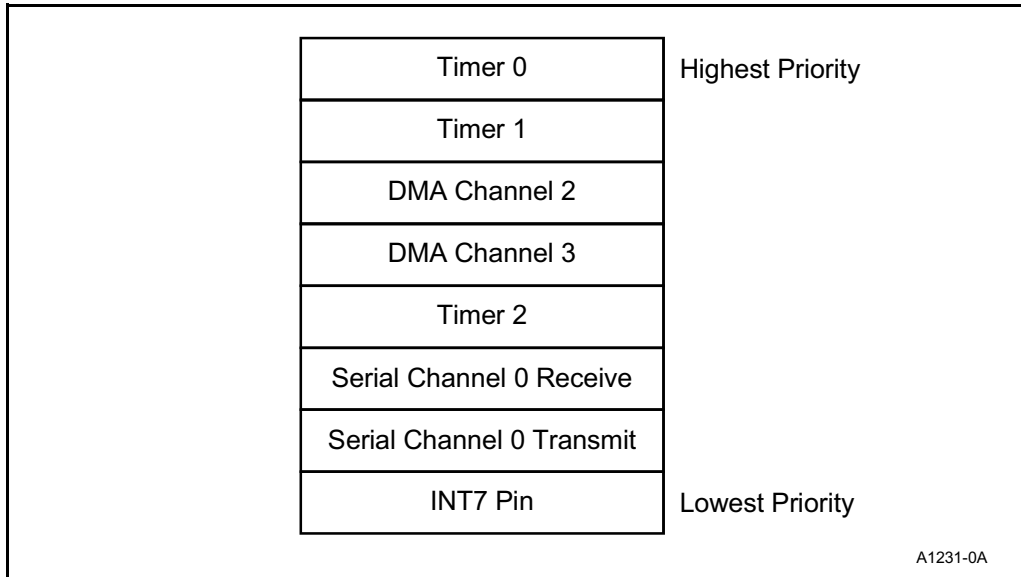 Timer 0 Highest Priority
Timer 1
DMA Channel 2
DMA Channel 3
Timer 2
Serial Channel 0 Receive
Serial Channel 0 Transmit
INT7 Pin Lowest Priority
A1231-0A